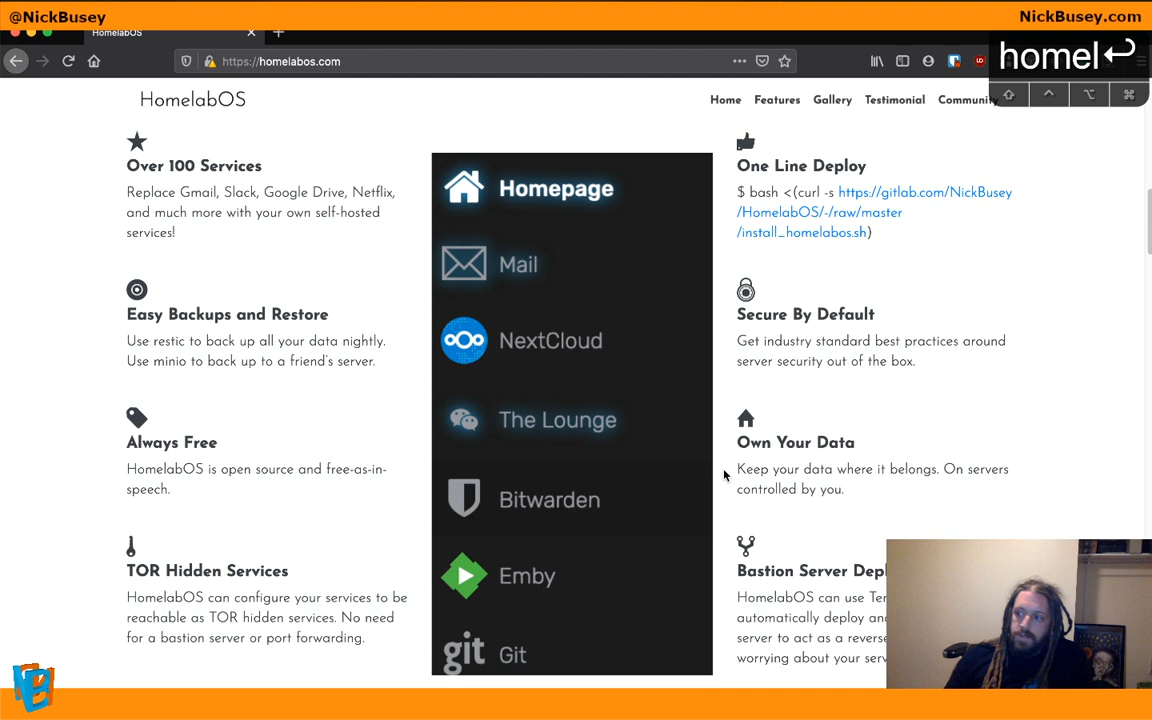 @NickBusey
NickBusey.com
HomelabOS
homel
https://homelabos.com
HomelabOS
Home Features Gallery Testimonial Community
Over 100 Services
Replace Gmail, Slack, Google Drive, Netflix,
and much more with your own self-hosted
services!
Easy Backups and Restore
Use restic to back up all your data nightly.
Use minio to back up to a friend's server.
Always Free
HomelabOS is open source and free-as-in-
speech.
TOR Hidden Services
HomelabOS can configure your services to be
reachable as TOR hidden services. No need
for a bastion server or port forwarding.
Homepage
Mail
NextCloud
The Lounge
Bitwarden
Emby
git Git
One Line Deploy
$ bash <(curl -s https://gitlab.com/NickBusey
/HomelabOS/-/raw/master
/install_homelabos.sh)
Secure By Default
Get industry standard best practices around
server security out of the box.
Own Your Data
Keep your data where it belongs. On servers
controlled by you.
Bastion Server Depl
HomelabOS can use Ter
automatically deploy and
server to act as a reverse
worrying about your serv